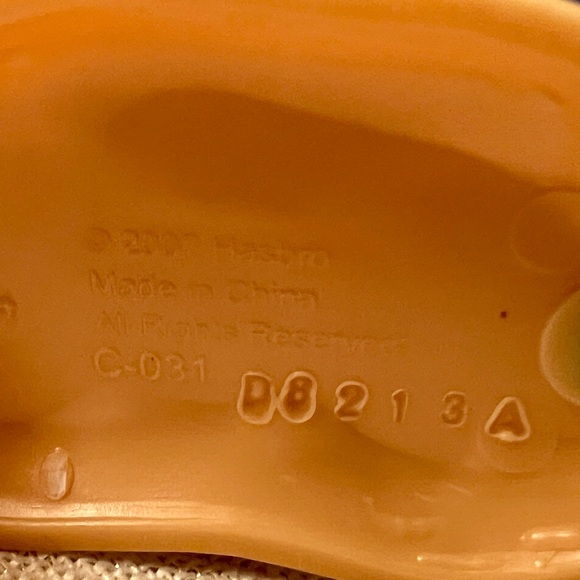 © 2007 Hasbro
Made in China
All Rights Reserved
C-031
D8213A